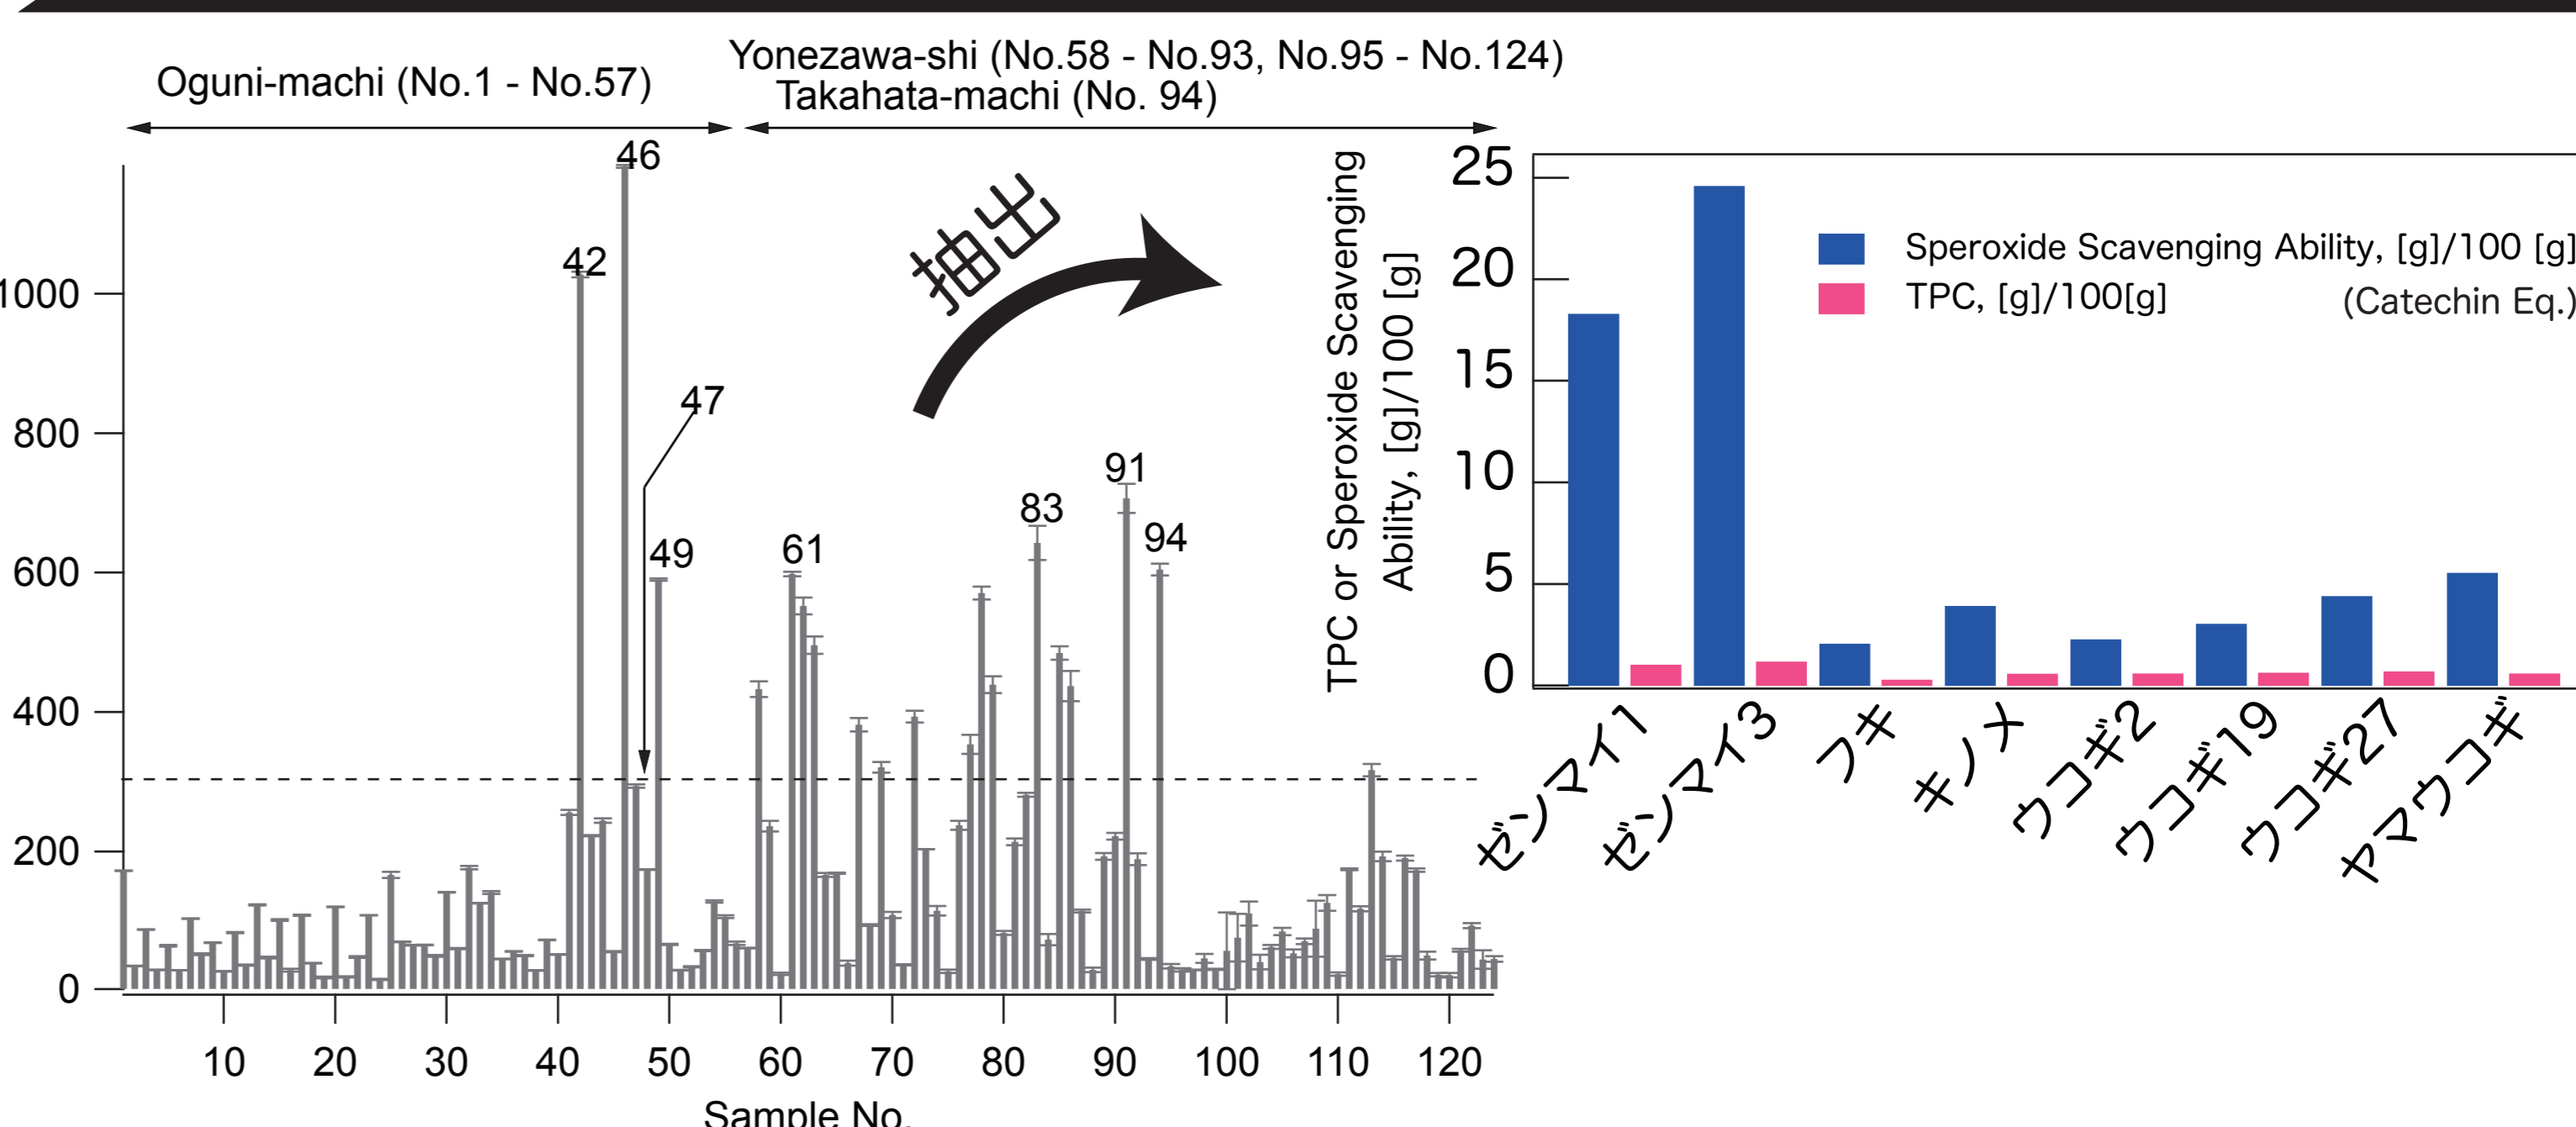 Oguni-machi (No.1 - No.57)
Yonezawa-shi (No.58 - No.93, No.95 - No.124)
Takahata-machi (No. 94)
1000
800
600
400
200
0
46
42
47
49
61
83
91
94
抽出
10 20 30 40 50 60 70 80 90 100 110 120
Sample No.
TPC or Speroxide Scavenging
Ability, [g]/100 [g]
25
20
15
10
5
0
Speroxide Scavenging Ability, [g]/100 [g]
TPC, [g]/100[g] (Catechin Eq.)
ゼンマイ1
ゼンマイ3
フキ
キノメ
ウコギ2
ウコギ19
ウコギ27
ヤマウコギ